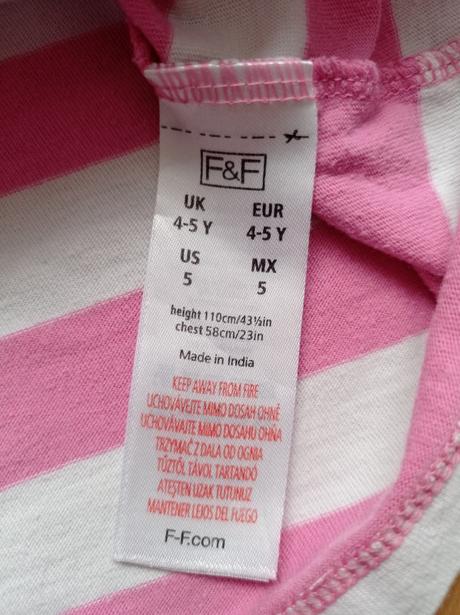 F&F
UK
4-5 Y
EUR
4-5 Y
US
5
MX
5
height 110cm/43½in
chest 58cm/23in
Made in India
KEEP AWAY FROM FIRE
UCHOVÁVEJTE MIMO DOSAH OHNĚ
UCHOVÁVAJTE MIMO DOSAHU OHŇA
TRZYMAĆ Z DALA OD OGNIA
TŰZTŐL TÁVOL TARTANDÓ
ATEŞTEN UZAK TUTUNUZ
MANTENER LEJOS DEL FUEGO
F-F.com